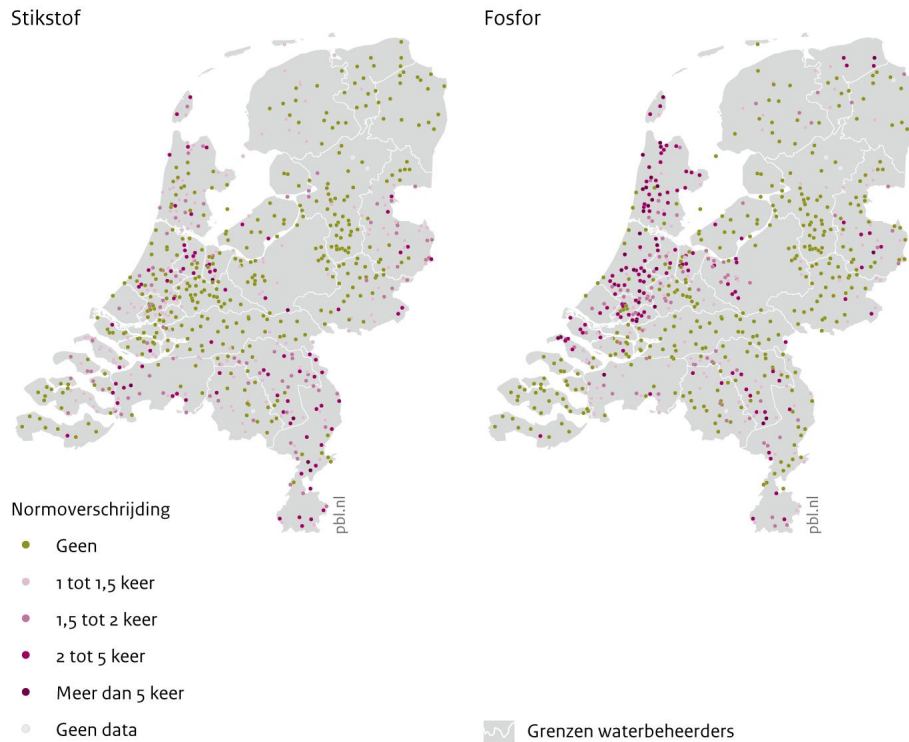 Stikstof
Fosfor
pbl.nl
pbl.nl
Normoverschrijding
Geen
1 tot 1,5 keer
1,5 tot 2 keer
2 tot 5 keer
Meer dan 5 keer
Geen data
Grenzen waterbeheerders